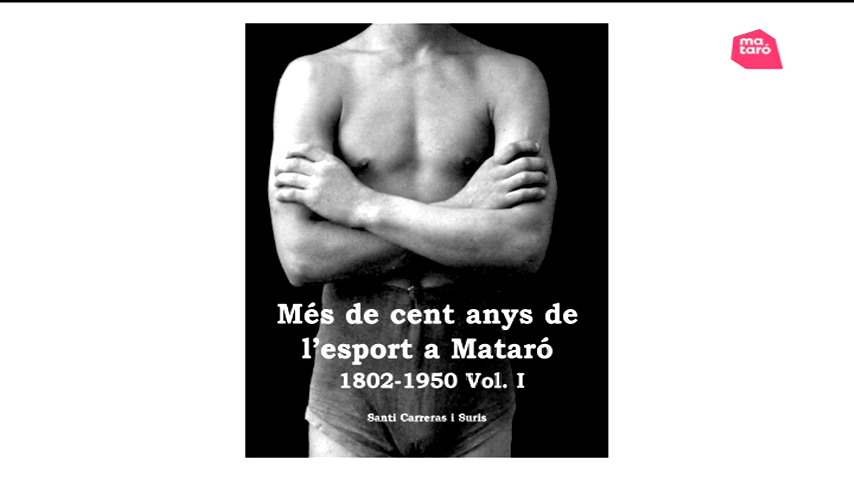 ma
taró
Més de cent anys de
l'esport a Mataró
1802-1950 Vol. I
Santi Carreras i Suris